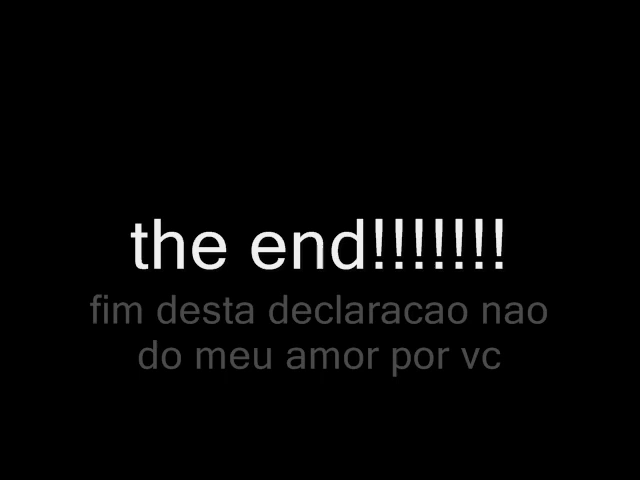 the end!!!!!!!
fim desta declaracao nao
do meu amor por vc